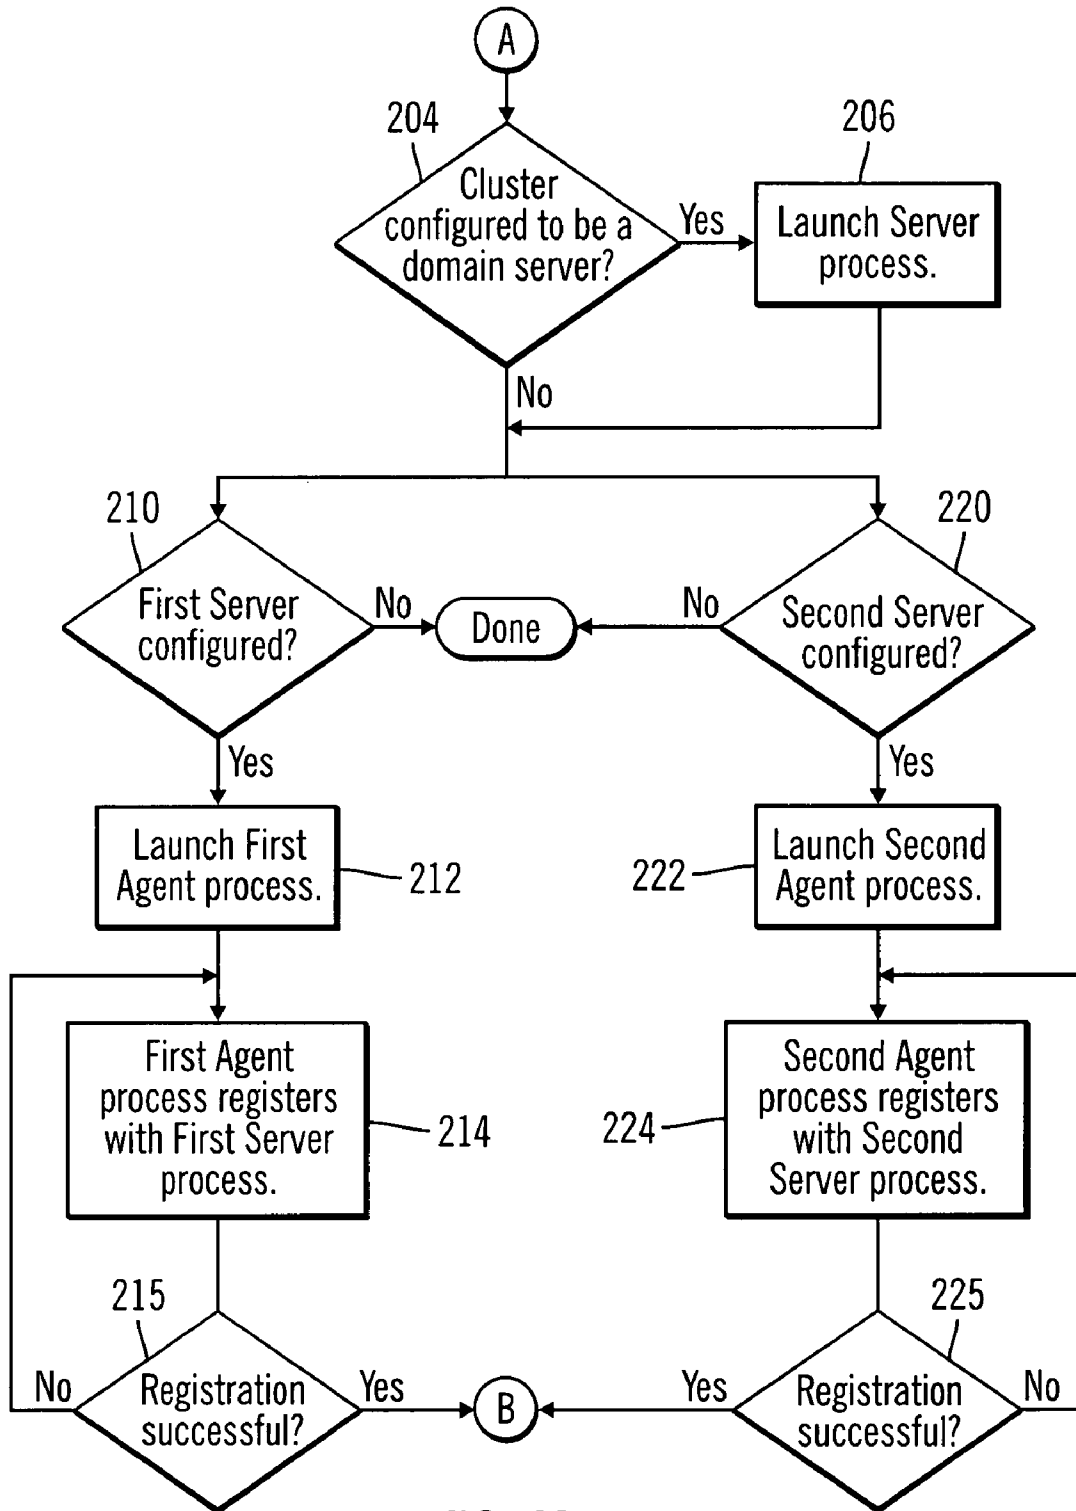 A
204
206
Cluster
configured to be a
domain server?
Yes
Launch Server
process.
No
210
220
First Server
configured?
No
Done
No
Second Server
configured?
Yes
Yes
Launch First
Agent process.
212
222
Launch Second
Agent process.
First Agent
process registers
with First Server
process.
214
224
Second Agent
process registers
with Second
Server process.
215
225
No
Registration
successful?
Yes
B
Yes
Registration
successful?
No